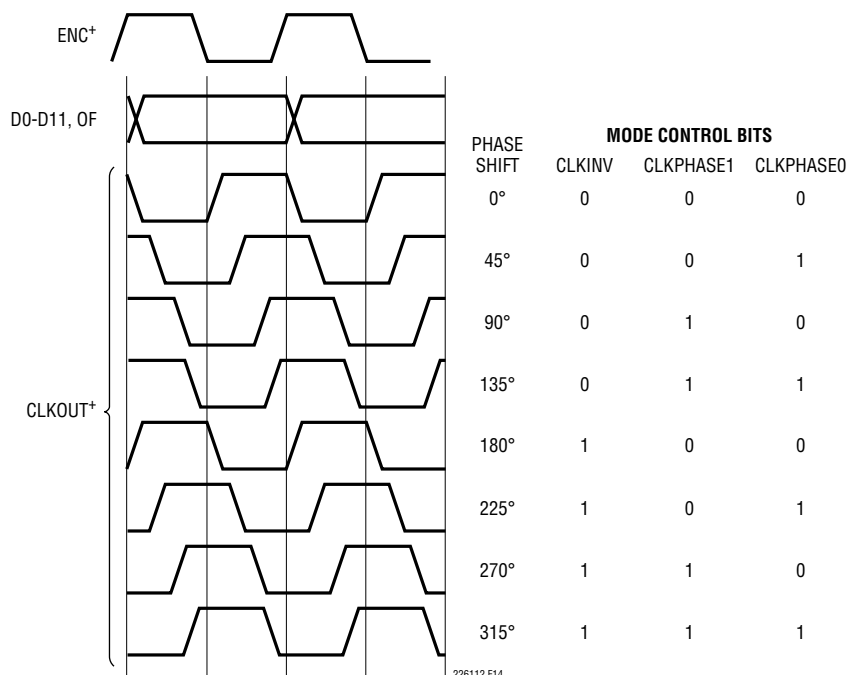 ENC+
D0-D11, OF
MODE CONTROL BITS
PHASE SHIFT CLKINV CLKPHASE1 CLKPHASE0
0° 0 0 0
45° 0 0 1
90° 0 1 0
135° 0 1 1
CLKOUT+
180° 1 0 0
225° 1 0 1
270° 1 1 0
315° 1 1 1
226112 F14